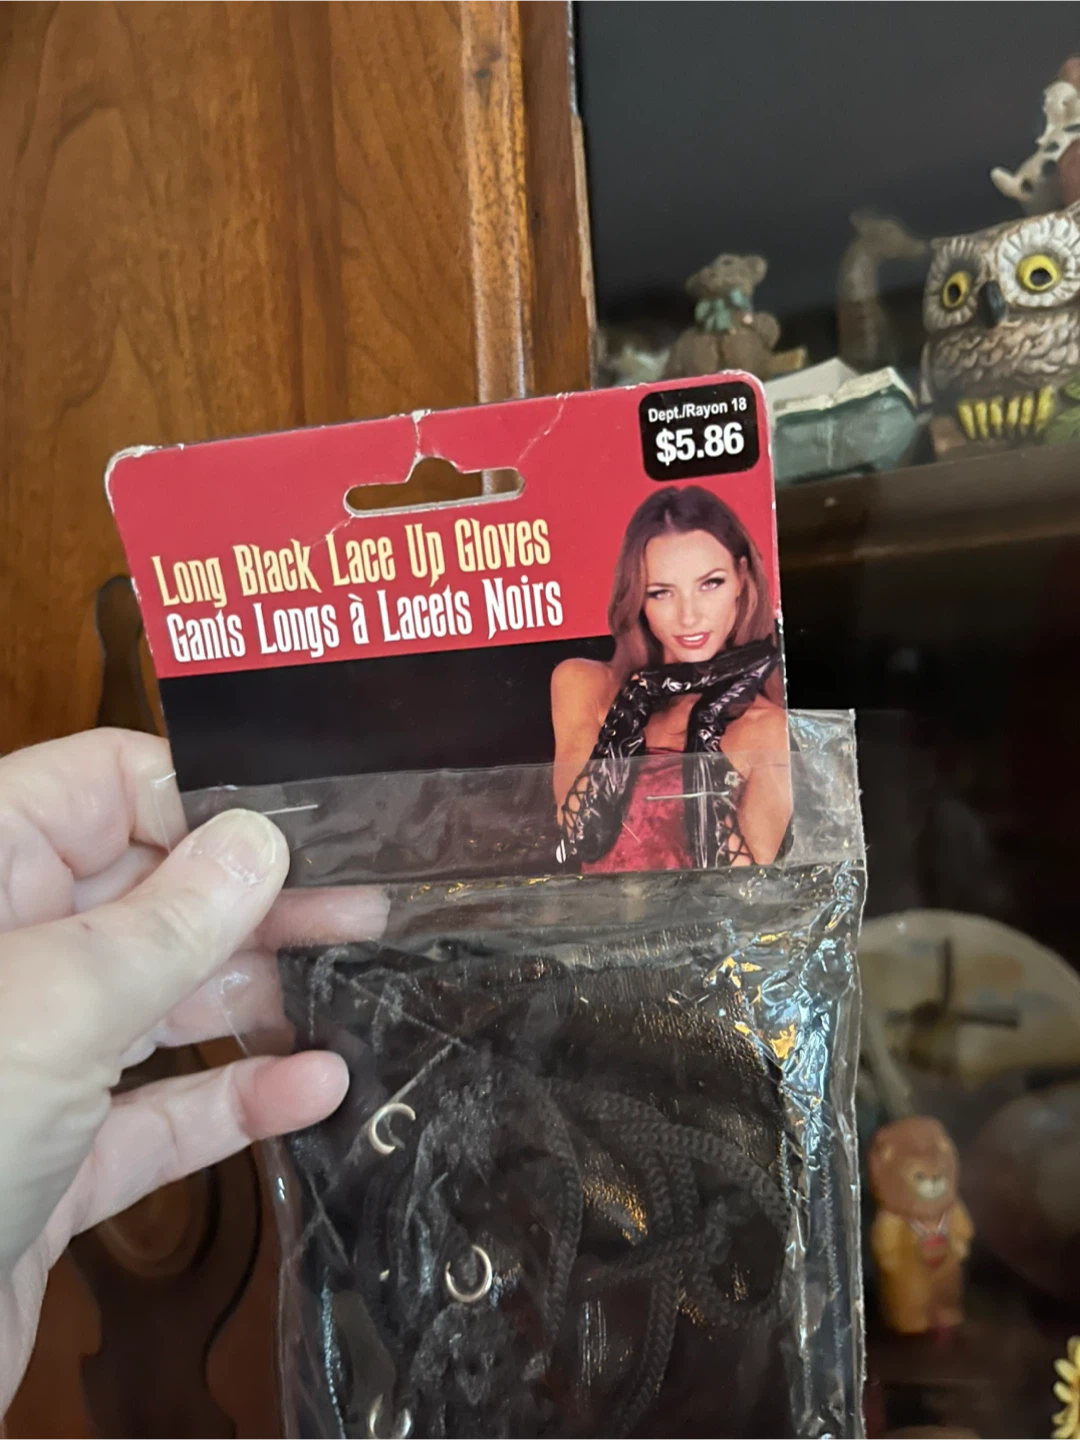 Dept./Rayon 18
$5.86
Long Black Lace Up Gloves
Gants Longs à Lacets Noirs